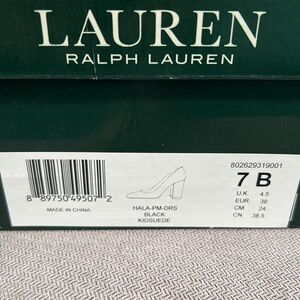 LAUREN
RALPH LAUREN
802629319001
7 B
U.K. 4.5
EUR. 38
CM 24
CN 38.5
8 89750 49507 2
MADE IN CHINA
HALA-PM-DRS
BLACK
KIDSUEDE